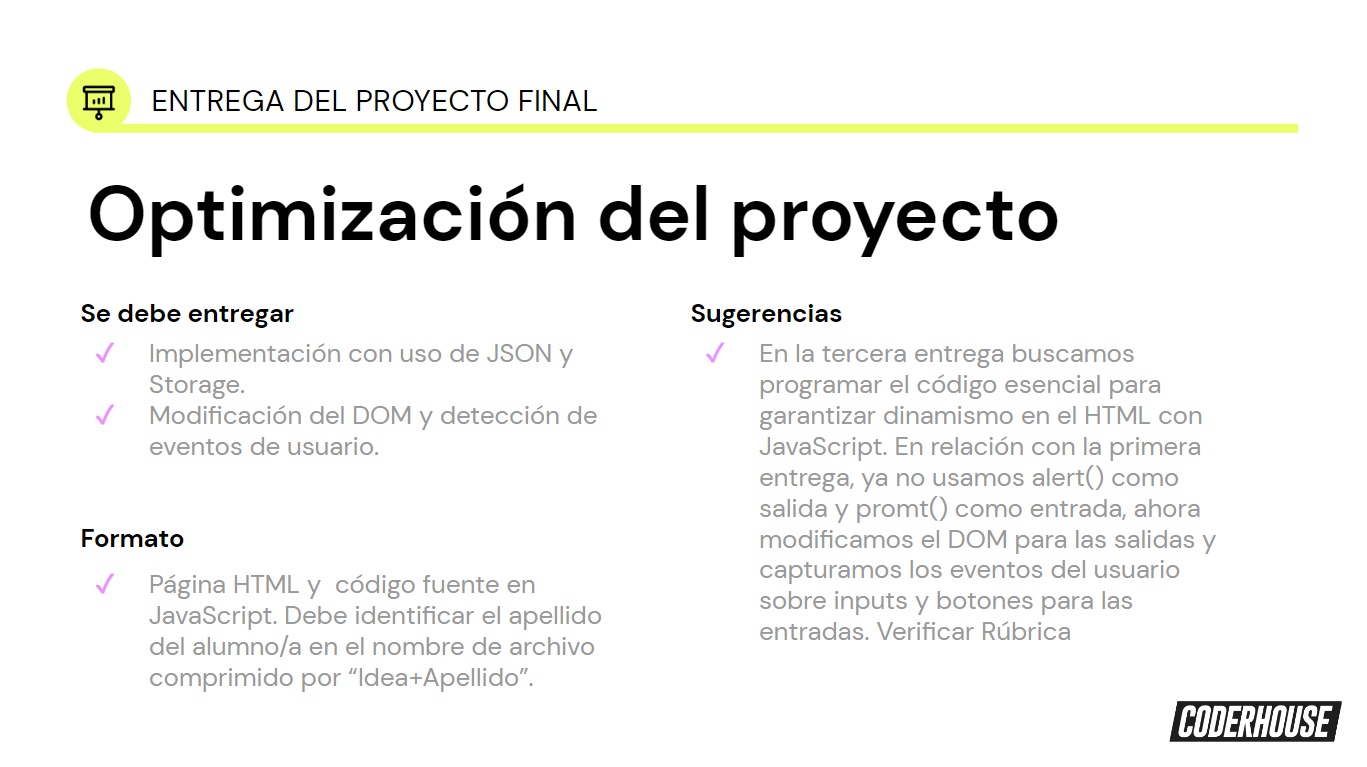 ENTREGA DEL PROYECTO FINAL
Optimización del proyecto
Se debe entregar
✓ Implementación con uso de JSON y
Storage.
✓ Modificación del DOM y detección de
eventos de usuario.
Formato
✓ Página HTML y  código fuente en
JavaScript. Debe identificar el apellido
del alumno/a en el nombre de archivo
comprimido por “Idea+Apellido”.
Sugerencias
✓ En la tercera entrega buscamos
programar el código esencial para
garantizar dinamismo en el HTML con
JavaScript. En relación con la primera
entrega, ya no usamos alert() como
salida y promt() como entrada, ahora
modificamos el DOM para las salidas y
capturamos los eventos del usuario
sobre inputs y botones para las
entradas. Verificar Rúbrica
CODERHOUSE